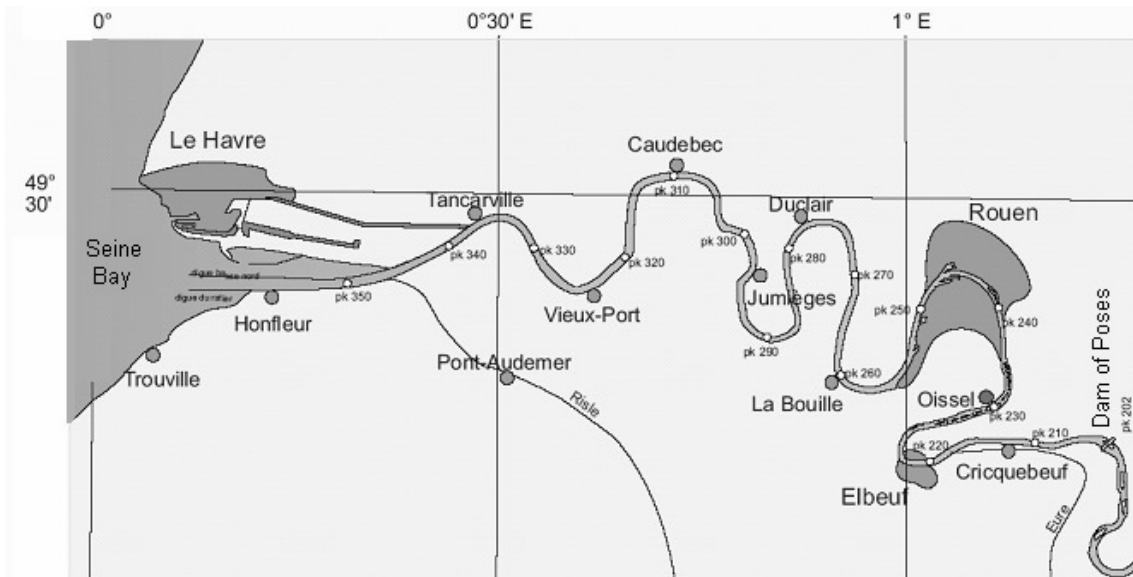 0°
0°30' E
1° E
Le Havre
Caudebec
49°
30'
pk 310
Tancarville
Duclair
Rouen
Seine
Bay
pk 300
pk 340
pk 330
pk 320
pk 280
pk 270
digue du ratier
pk 350
Jumièges
Honfleur
Vieux-Port
pk 250
pk 240
pk 290
Trouville
Pont-Audemer
pk 260
La Bouille
Oissel
Risle
pk 230
Dam of Poses
pk 202
pk 220
pk 210
Cricquebeuf
Elbeuf
Eure